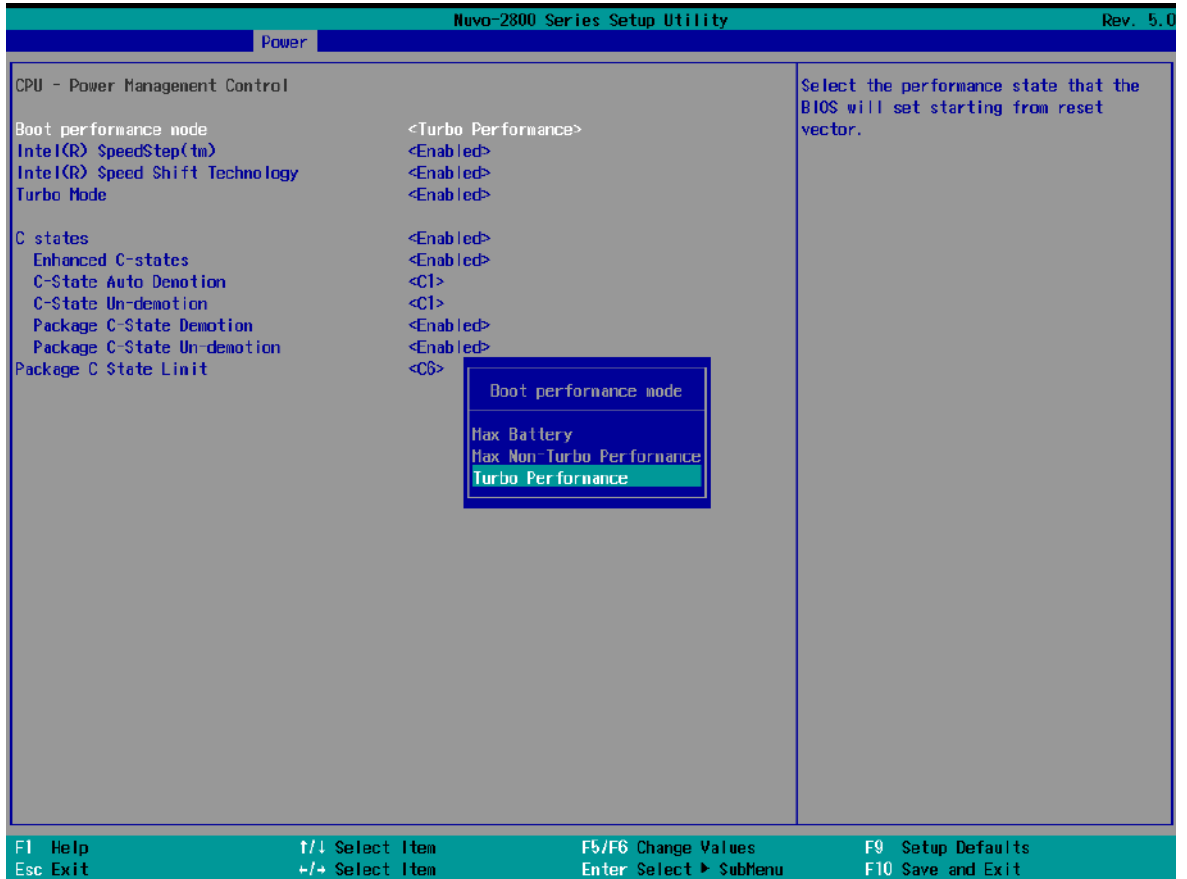 Nuvo-2800 Series Setup Utility Rev. 5.0
Power
CPU - Power Management Control
Boot performance mode <Turbo Performance>
Intel(R) SpeedStep(tm) <Enabled>
Intel(R) Speed Shift Technology <Enabled>
Turbo Mode <Enabled>
C states <Enabled>
Enhanced C-states <Enabled>
C-State Auto Demotion <C1>
C-State Un-demotion <C1>
Package C-State Demotion <Enabled>
Package C-State Un-demotion <Enabled>
Package C State Limit <C6>
Boot performance mode
Max Battery
Max Non-Turbo Performance
Turbo Performance
Select the performance state that the
BIOS will set starting from reset
vector.
F1 Help ↑/↓ Select Item F5/F6 Change Values F9 Setup Defaults
Esc Exit ←/→ Select Item Enter Select ▶ SubMenu F10 Save and Exit